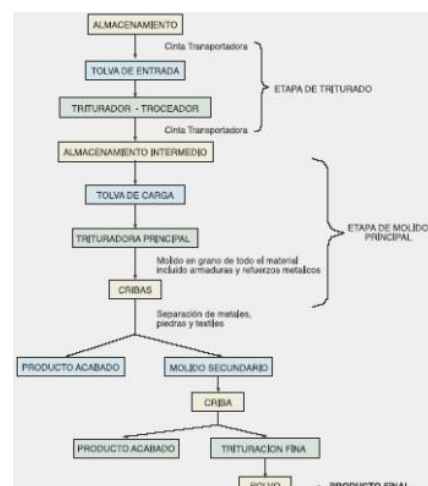 ALMACENAMIENTO
Cinta Transportadora
TOLVA DE ENTRADA
ETAPA DE TRITURADO
TRITURADOR - TROCEADOR
Cinta Transportadora
ALMACENAMIENTO INTERMEDIO
TOLVA DE CARGA
ETAPA DE MOLIDO
PRINCIPAL
TRITURADORA PRINCIPAL
Molido en grano de todo el material
incluido armaduras y refuerzos metalicos
CRIBAS
Separación de metales,
piedras y textiles
PRODUCTO ACABADO
MOLIDO SECUNDARIO
CRIBA
PRODUCTO ACABADO
TRITURACION FINA
POLVO
PRODUCTO FINAL